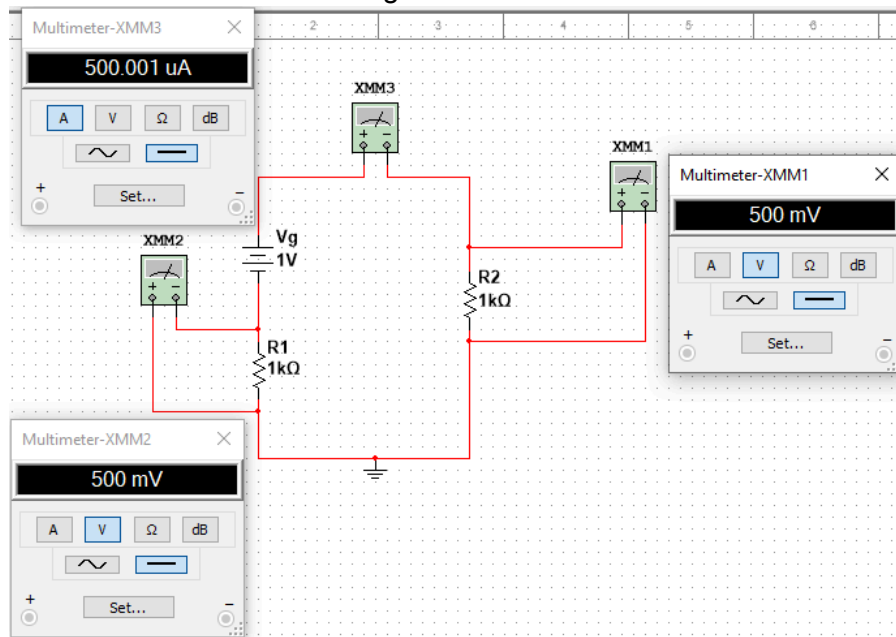 Multimeter-XMM3
500.001 uA
A V Ω dB
+ Set... -
2 3 4 5 6
XMM3
+ -
XMM1
+ -
Multimeter-XMM1
500 mV
A V Ω dB
+ Set... -
XMM2
+ -
Vg
1V
R2
1kΩ
R1
1kΩ
Multimeter-XMM2
500 mV
A V Ω dB
+ Set... -